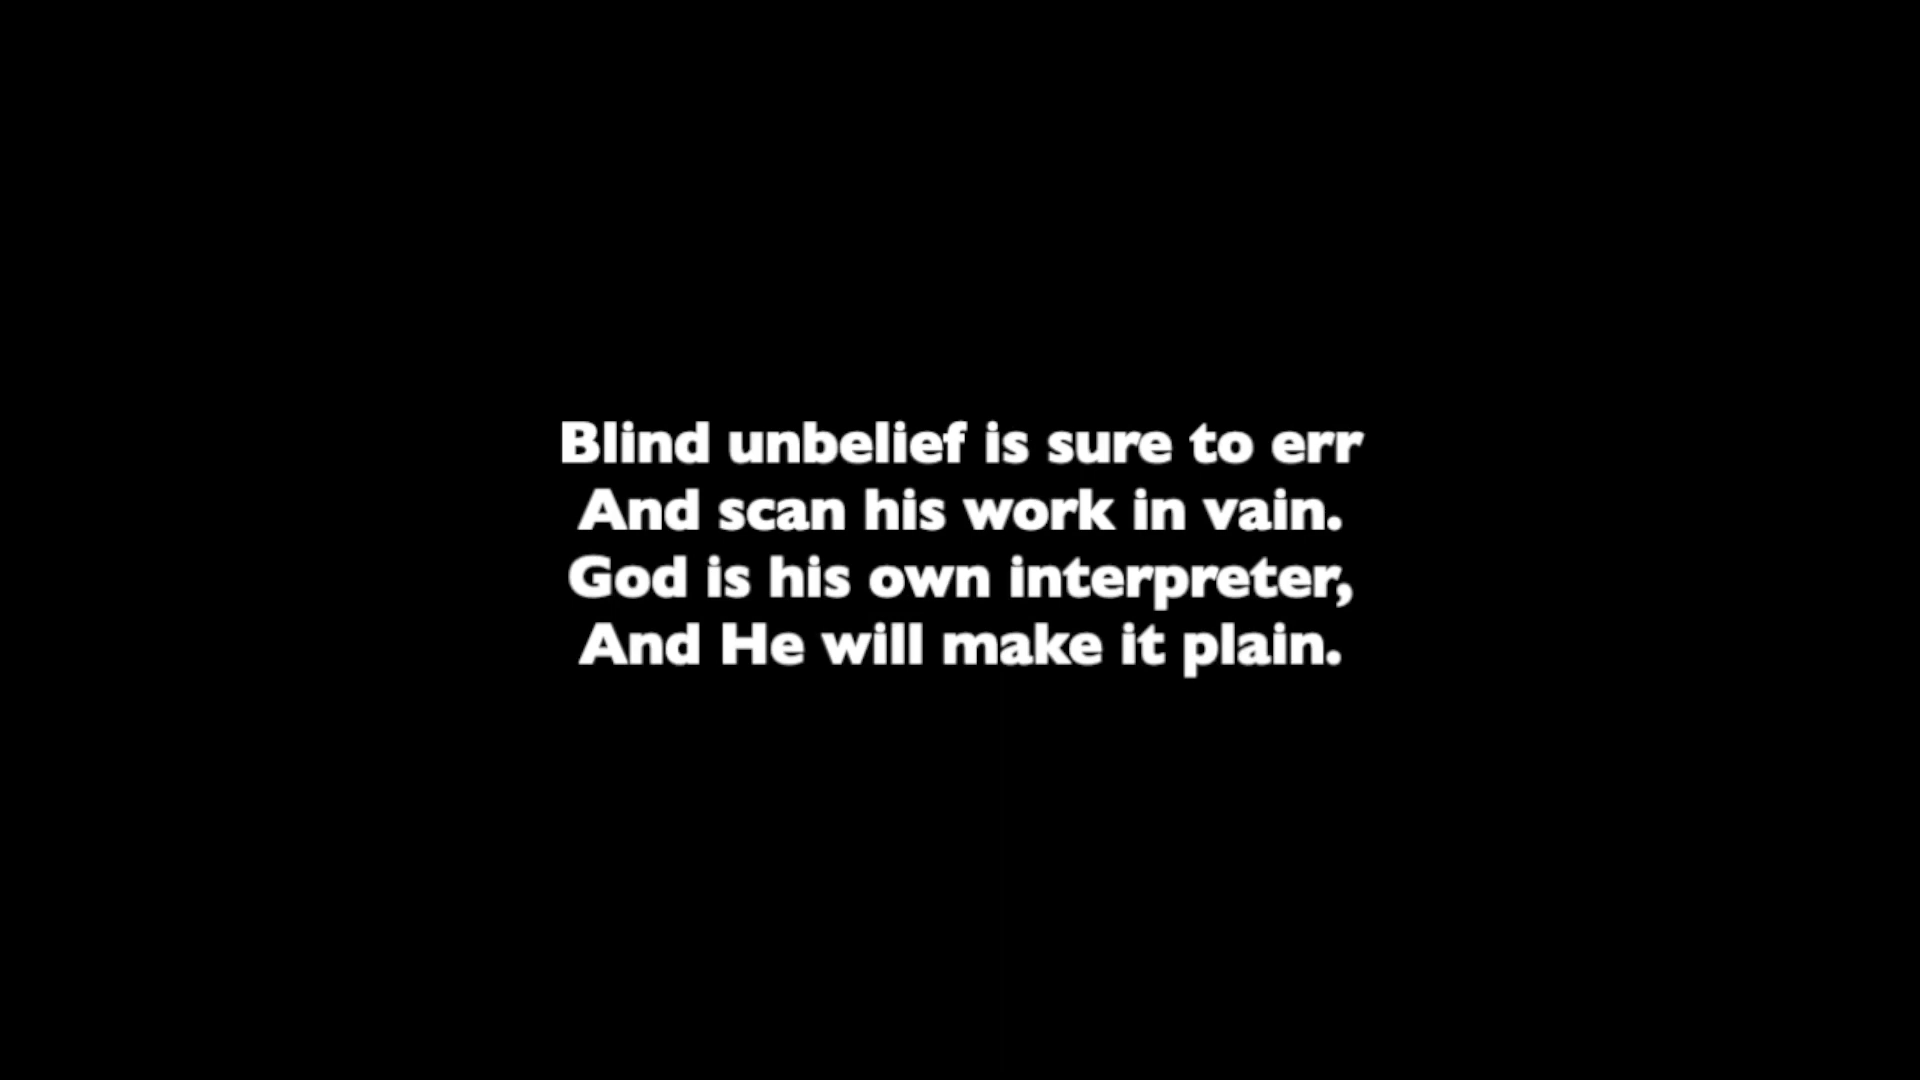 Blind unbelief is sure to err
And scan his work in vain.
God is his own interpreter,
And He will make it plain.